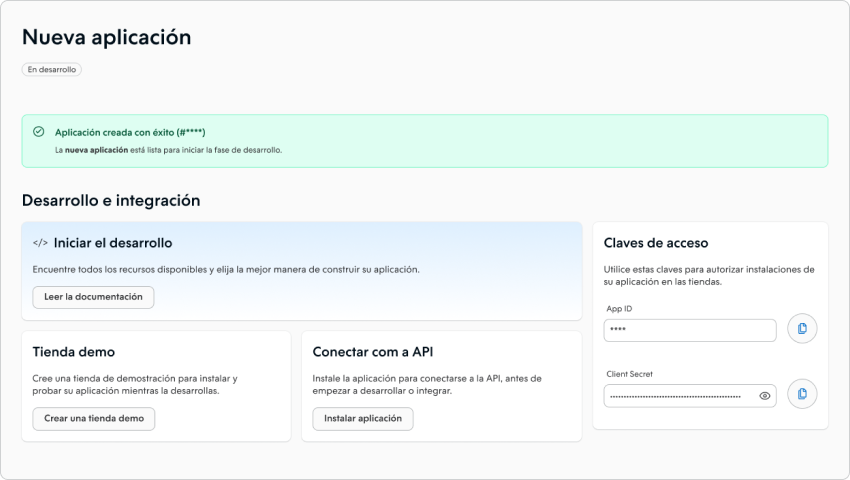 Nueva aplicación
En desarrollo
Aplicación creada con éxito (#****)
La nueva aplicación está lista para iniciar la fase de desarrollo.
Desarrollo e integración
</> Iniciar el desarrollo
Encuentre todos los recursos disponibles y elija la mejor manera de construir su aplicación.
Leer la documentación
Tienda demo
Cree una tienda de demostración para instalar y
probar su aplicación mientras la desarrollas.
Crear una tienda demo
Conectar com a API
Instale la aplicación para conectarse a la API, antes de
empezar a desarrollar o integrar.
Instalar aplicación
Claves de acceso
Utilice estas claves para autorizar instalaciones de
su aplicación en las tiendas.
App ID
****
Client Secret